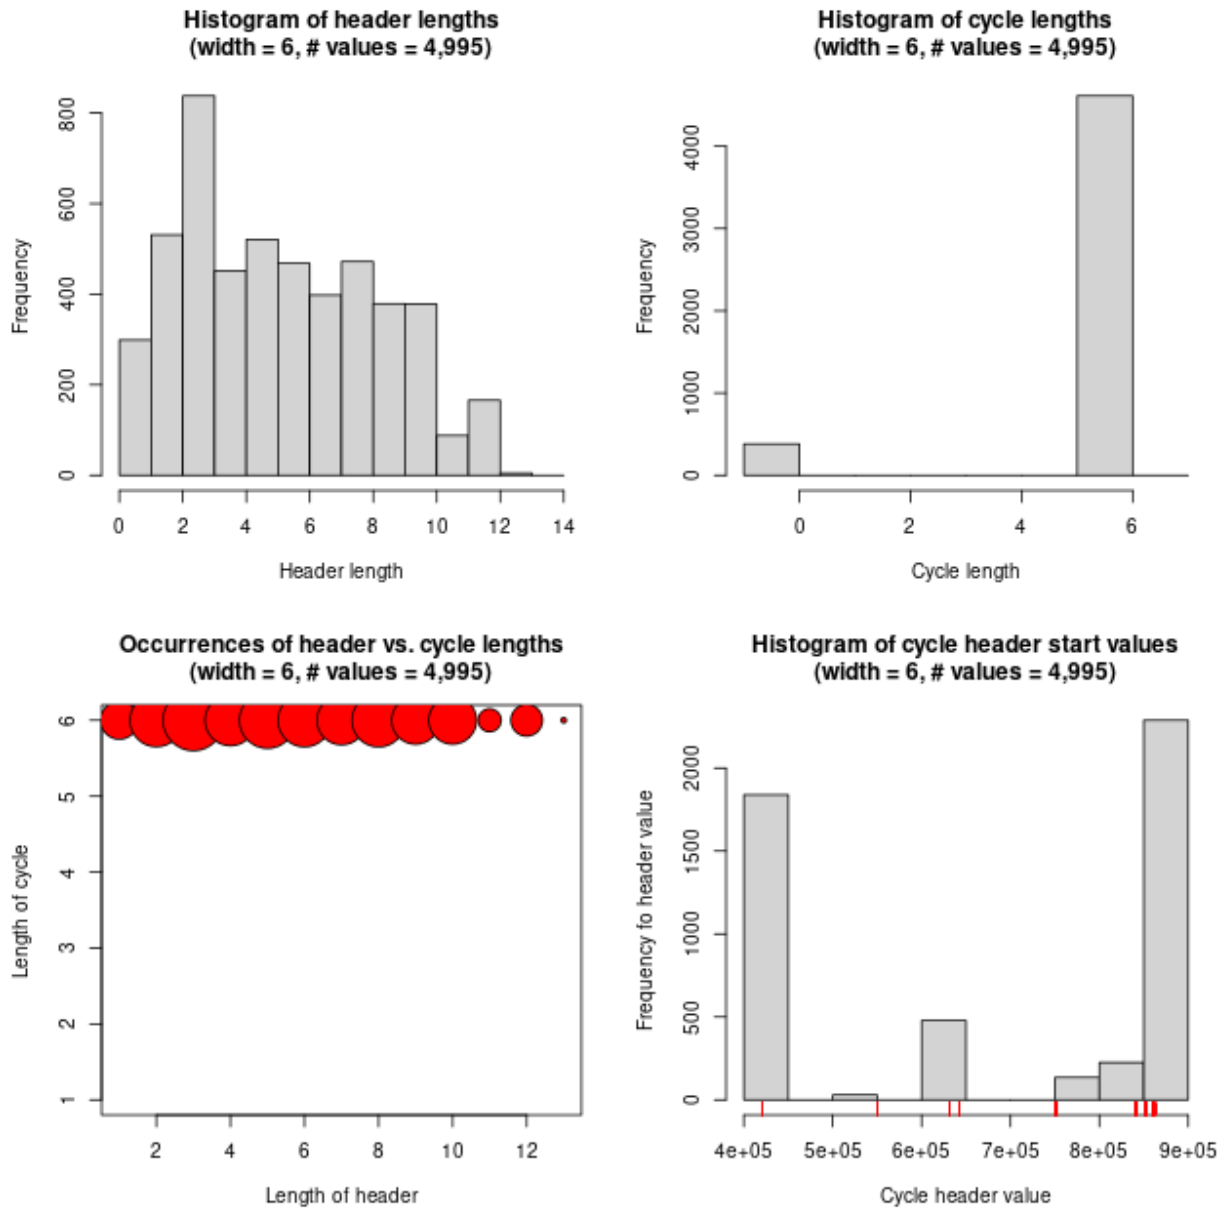 Histogram of header lengths
(width = 6, # values = 4,995)
Frequency
0
200
400
600
800
0 2 4 6 8 10 12 14
Header length
Histogram of cycle lengths
(width = 6, # values = 4,995)
Frequency
0
1000
2000
3000
4000
0 2 4 6
Cycle length
Occurrences of header vs. cycle lengths
(width = 6, # values = 4,995)
Length of cycle
1
2
3
4
5
6
2 4 6 8 10 12
Length of header
Histogram of cycle header start values
(width = 6, # values = 4,995)
Frequency fo header value
0
500
1000
1500
2000
4e+05 5e+05 6e+05 7e+05 8e+05 9e+05
Cycle header value